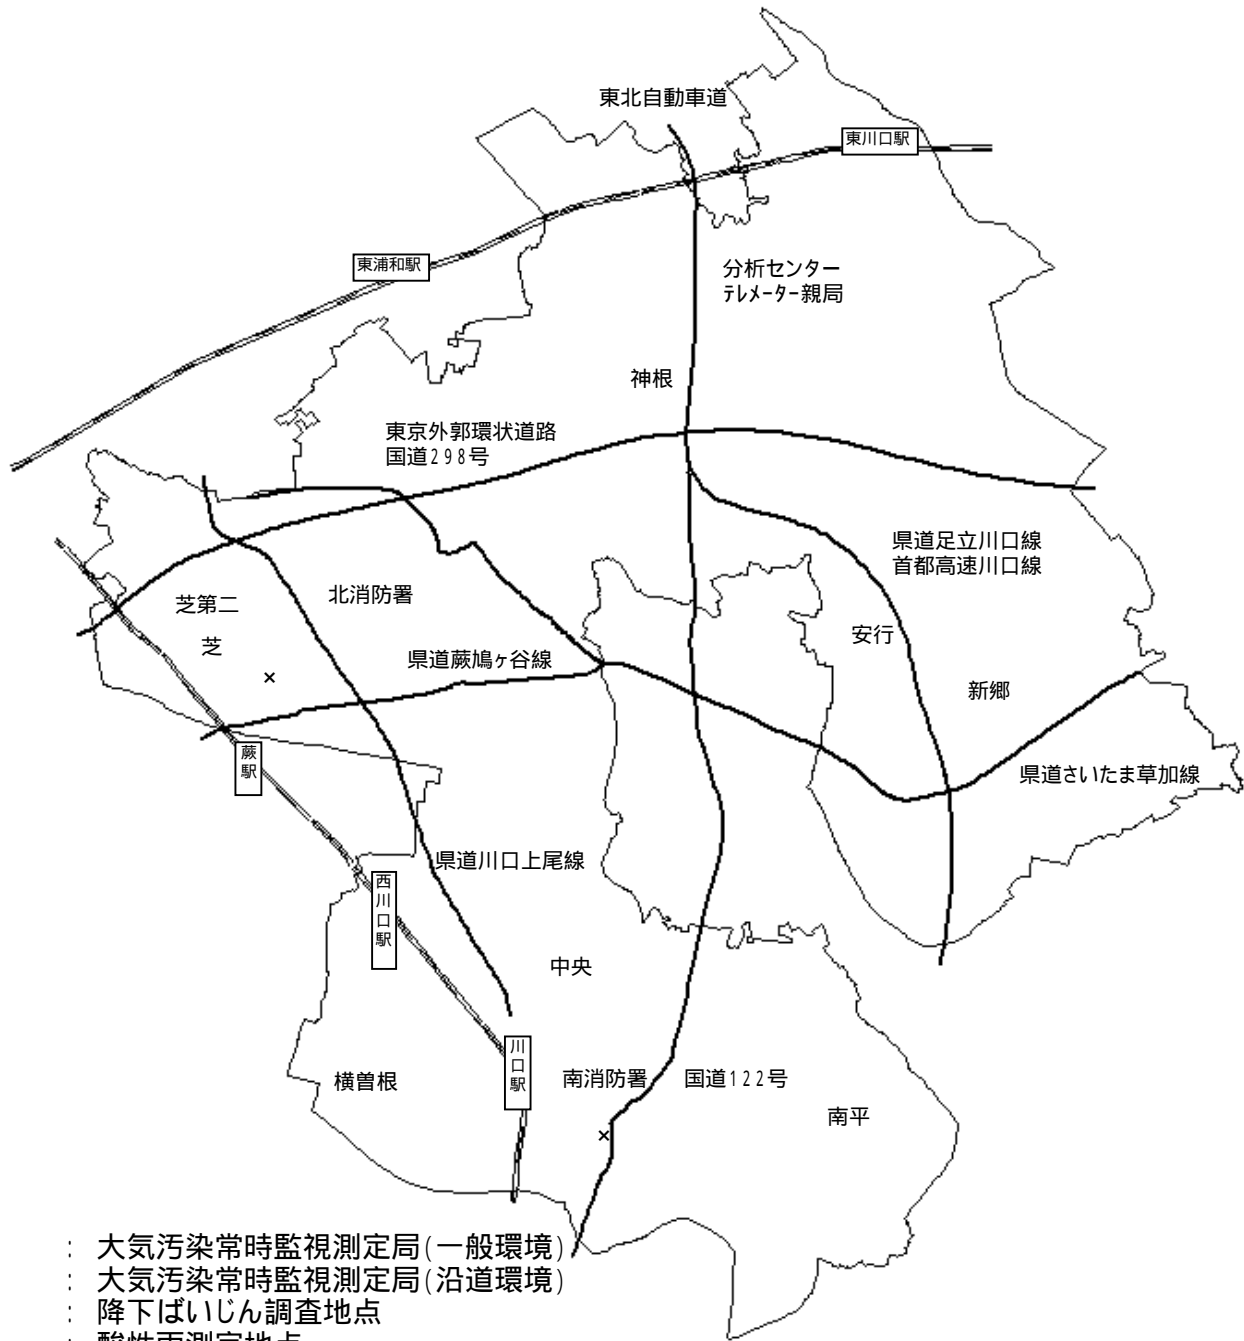 東北自動車道
東川口駅
東浦和駅
分析センター
テレメーター親局
神根
東京外郭環状道路
国道298号
県道足立川口線
首都高速川口線
芝第二
北消防署
芝
安行
県道蕨鳩ヶ谷線
×
新郷
蕨駅
県道さいたま草加線
県道川口上尾線
西川口駅
中央
川口駅
横曽根
南消防署
国道122号
南平
×
: 大気汚染常時監視測定局(一般環境)
: 大気汚染常時監視測定局(沿道環境)
: 降下ばいじん調査地点
: 酸性雨測定地点